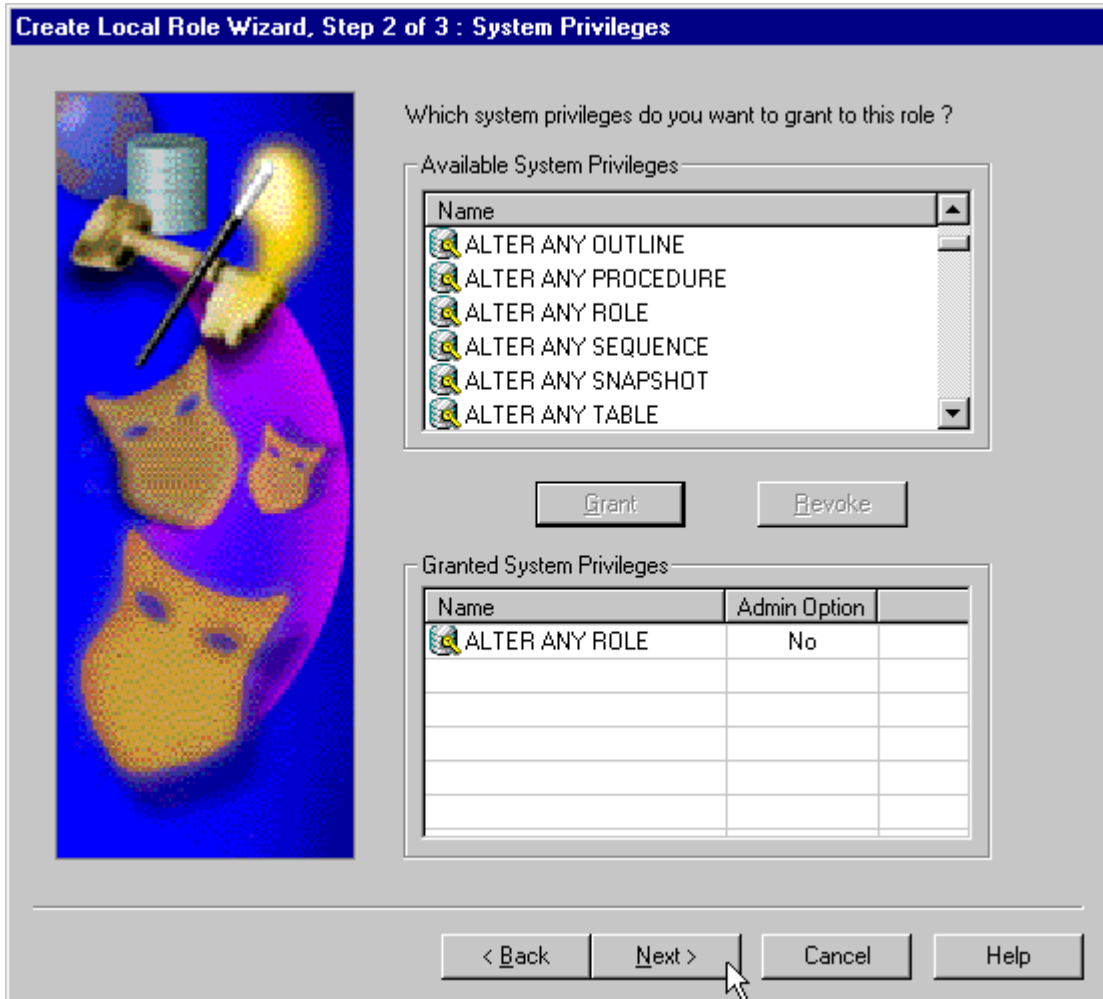 Create Local Role Wizard, Step 2 of 3 : System Privileges
Which system privileges do you want to grant to this role ?
Available System Privileges
Name
ALTER ANY OUTLINE
ALTER ANY PROCEDURE
ALTER ANY ROLE
ALTER ANY SEQUENCE
ALTER ANY SNAPSHOT
ALTER ANY TABLE
Grant Revoke
Granted System Privileges
Name Admin Option
ALTER ANY ROLE No
< Back Next > Cancel Help